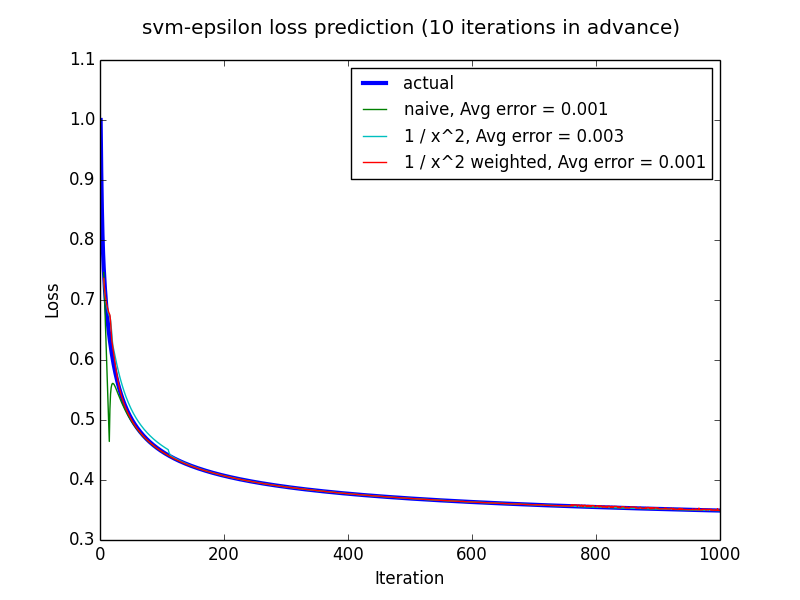 svm-epsilon loss prediction (10 iterations in advance)
1.1
1.0
0.9
0.8
0.7
0.6
0.5
0.4
0.3
Loss
actual
naive, Avg error = 0.001
1 / x^2, Avg error = 0.003
1 / x^2 weighted, Avg error = 0.001
0 200 400 600 800 1000
Iteration